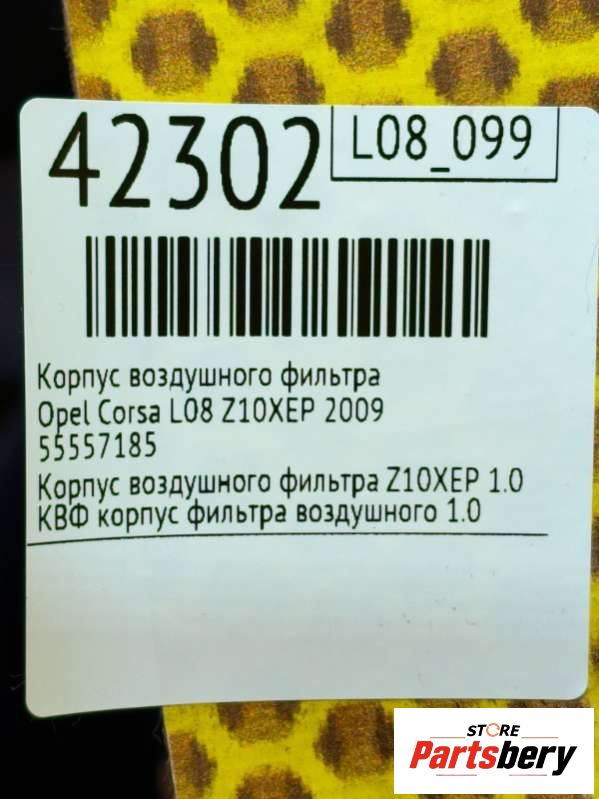 42302
L08_099
Корпус воздушного фильтра
Opel Corsa L08 Z10XEP 2009
55557185
Корпус воздушного фильтра Z10XEP 1.0
КВФ корпус фильтра воздушного 1.0
STORE
Partsbery